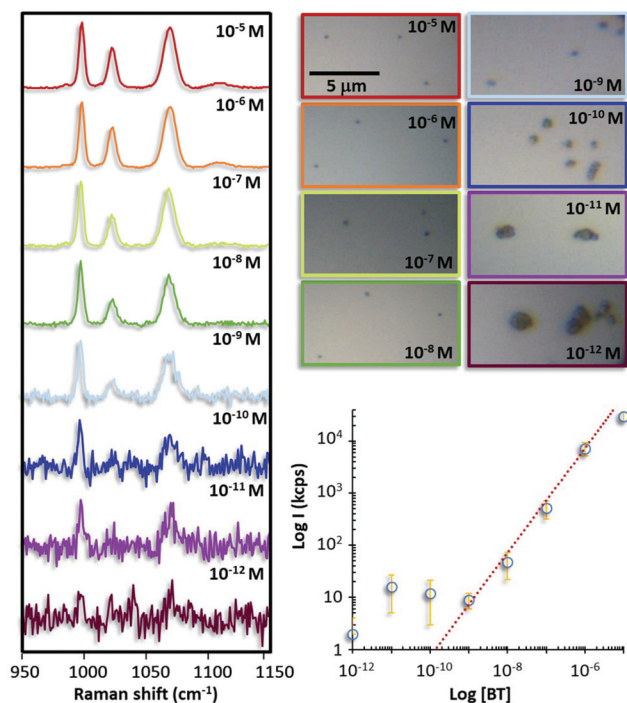 10⁻⁵ M
10⁻⁶ M
10⁻⁷ M
10⁻⁸ M
10⁻⁹ M
10⁻¹⁰ M
10⁻¹¹ M
10⁻¹² M
950 1000 1050 1100 1150
Raman shift (cm⁻¹)
10⁻⁵ M
5 μm
10⁻⁶ M
10⁻⁷ M
10⁻⁸ M
10⁻⁹ M
10⁻¹⁰ M
10⁻¹¹ M
10⁻¹² M
Log I (kcps)
10⁴
10³
10²
10
1
10⁻¹² 10⁻¹⁰ 10⁻⁸ 10⁻⁶
Log [BT]